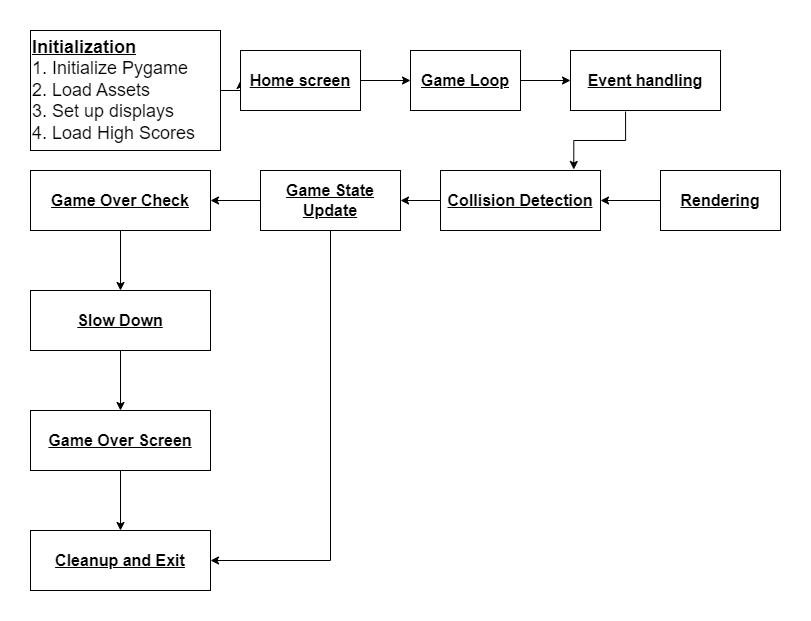 Initialization
1. Initialize Pygame
2. Load Assets
3. Set up displays
4. Load High Scores
Home screen
Game Loop
Event handling
Game Over Check
Game State
Update
Collision Detection
Rendering
Slow Down
Game Over Screen
Cleanup and Exit